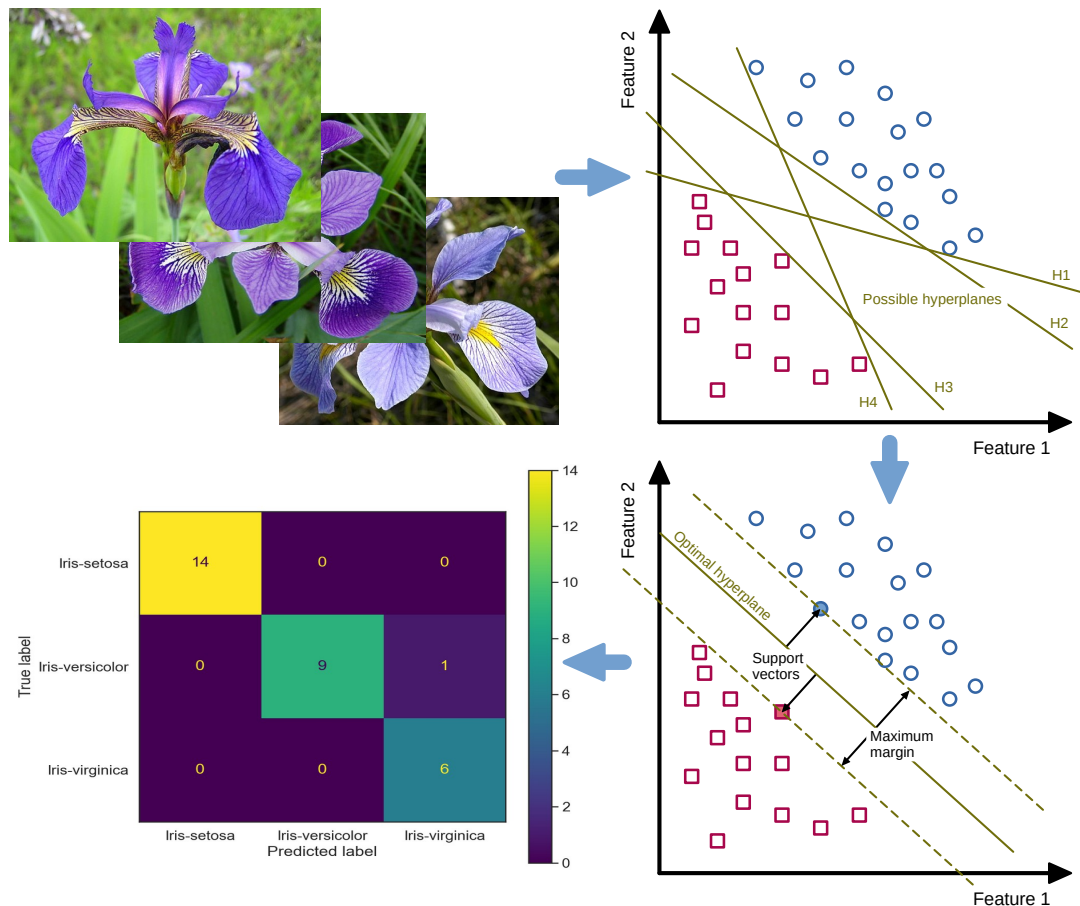 Feature 2
H1
Possible hyperplanes
H2
H3
H4
Feature 1
Feature 2
Optimal hyperplane
Support
vectors
Maximum
margin
Feature 1
14
12
10
8
6
4
2
0
True label
Iris-setosa
14 0 0
Iris-versicolor
0 9 1
Iris-virginica
0 0 6
Iris-setosa Iris-versicolor Iris-virginica
Predicted label